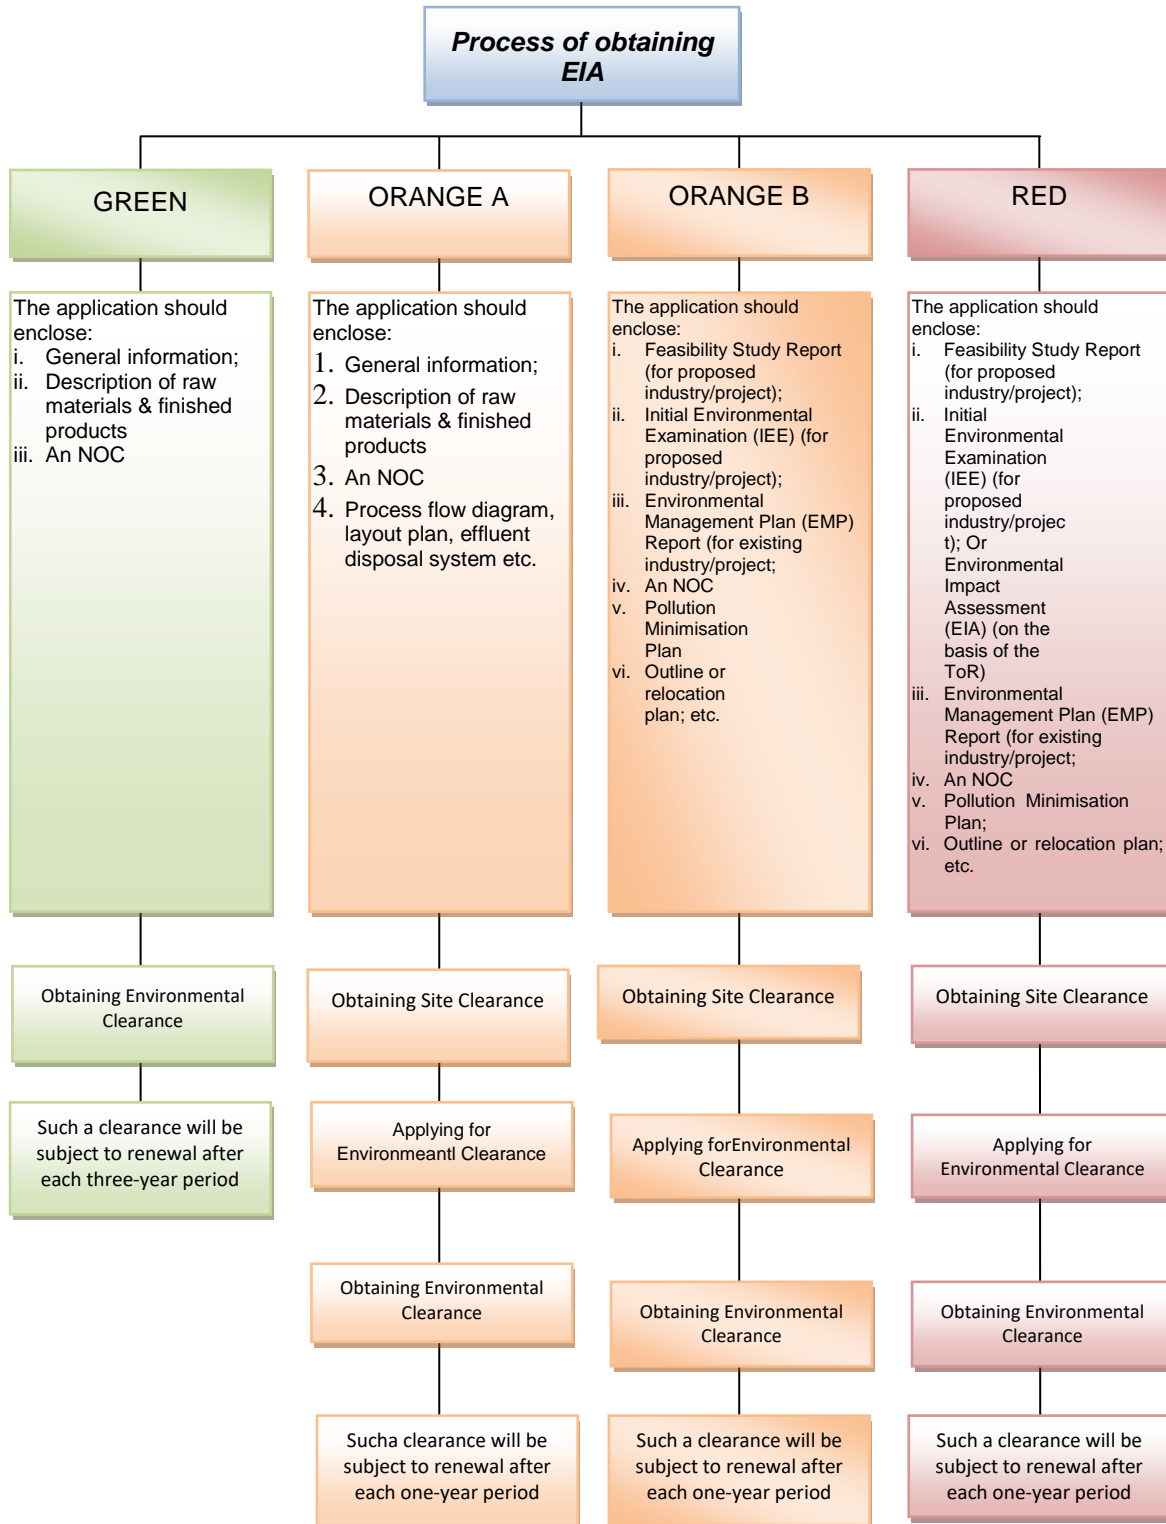 Process of obtaining
EIA
GREEN
ORANGE A
ORANGE B
RED
The application should
enclose:
i. General information;
ii. Description of raw
materials & finished
products
iii. An NOC
The application should
enclose:
1. General information;
2. Description of raw
materials & finished
products
3. An NOC
4. Process flow diagram,
layout plan, effluent
disposal system etc.
The application should
enclose:
i. Feasibility Study Report
(for proposed
industry/project);
ii. Initial Environmental
Examination (IEE) (for
proposed
industry/project);
iii. Environmental
Management Plan (EMP)
Report (for existing
industry/project;
iv. An NOC
v. Pollution
Minimisation
Plan
vi. Outline or
relocation
plan; etc.
The application should
enclose:
i. Feasibility Study Report
(for proposed
industry/project);
ii. Initial
Environmental
Examination
(IEE) (for
proposed
industry/projec
t); Or
Environmental
Impact
Assessment
(EIA) (on the
basis of the
ToR)
iii. Environmental
Management Plan (EMP)
Report (for existing
industry/project;
iv. An NOC
v. Pollution Minimisation
Plan;
vi. Outline or relocation plan;
etc.
Obtaining Environmental
Clearance
Obtaining Site Clearance
Obtaining Site Clearance
Obtaining Site Clearance
Such a clearance will be
subject to renewal after
each three-year period
Applying for
Environmeantl Clearance
Applying forEnvironmental
Clearance
Applying for
Environmental Clearance
Obtaining Environmental
Clearance
Obtaining Environmental
Clearance
Obtaining Environmental
Clearance
Sucha clearance will be
subject to renewal after
each one-year period
Such a clearance will be
subject to renewal after
each one-year period
Such a clearance will be
subject to renewal after
each one-year period